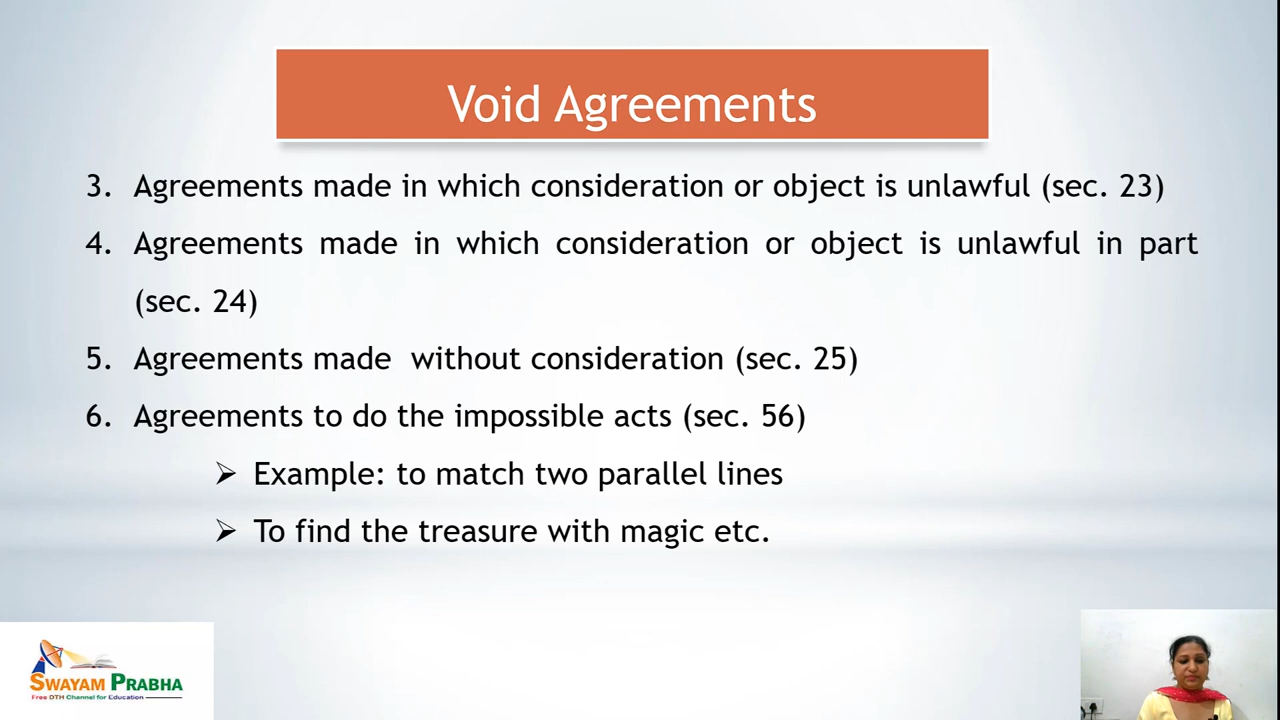 Void Agreements
3. Agreements made in which consideration or object is unlawful (sec. 23)
4. Agreements made in which consideration or object is unlawful in part
(sec. 24)
5. Agreements made without consideration (sec. 25)
6. Agreements to do the impossible acts (sec. 56)
➢ Example: to match two parallel lines
➢ To find the treasure with magic etc.
SWAYAM PRABHA
Free DTH Channel for Education